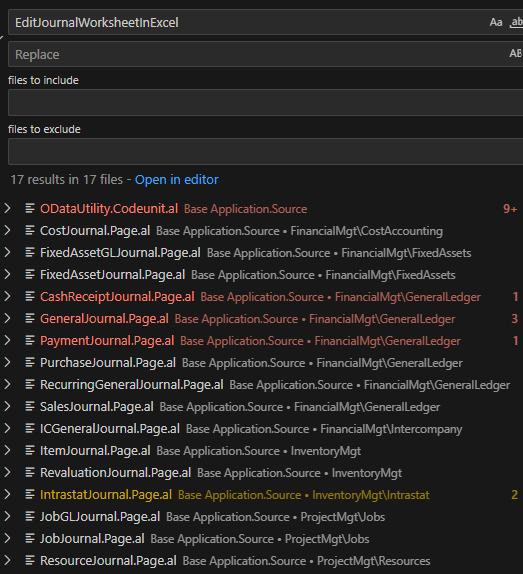 EditJournalWorksheetInExcel Aa ab
Replace AB
files to include
files to exclude
17 results in 17 files - Open in editor
ODataUtility.Codeunit.al Base Application.Source 9+
CostJournal.Page.al Base Application.Source • FinancialMgt\CostAccounting
FixedAssetGLJournal.Page.al Base Application.Source • FinancialMgt\FixedAssets
FixedAssetJournal.Page.al Base Application.Source • FinancialMgt\FixedAssets
CashReceiptJournal.Page.al Base Application.Source • FinancialMgt\GeneralLedger 1
GeneralJournal.Page.al Base Application.Source • FinancialMgt\GeneralLedger 3
PaymentJournal.Page.al Base Application.Source • FinancialMgt\GeneralLedger 1
PurchaseJournal.Page.al Base Application.Source • FinancialMgt\GeneralLedger
RecurringGeneralJournal.Page.al Base Application.Source • FinancialMgt\GeneralLedger
SalesJournal.Page.al Base Application.Source • FinancialMgt\GeneralLedger
ICGeneralJournal.Page.al Base Application.Source • FinancialMgt\Intercompany
ItemJournal.Page.al Base Application.Source • InventoryMgt
RevaluationJournal.Page.al Base Application.Source • InventoryMgt
IntrastatJournal.Page.al Base Application.Source • InventoryMgt\Intrastat 2
JobGLJournal.Page.al Base Application.Source • ProjectMgt\Jobs
JobJournal.Page.al Base Application.Source • ProjectMgt\Jobs
ResourceJournal.Page.al Base Application.Source • ProjectMgt\Resources